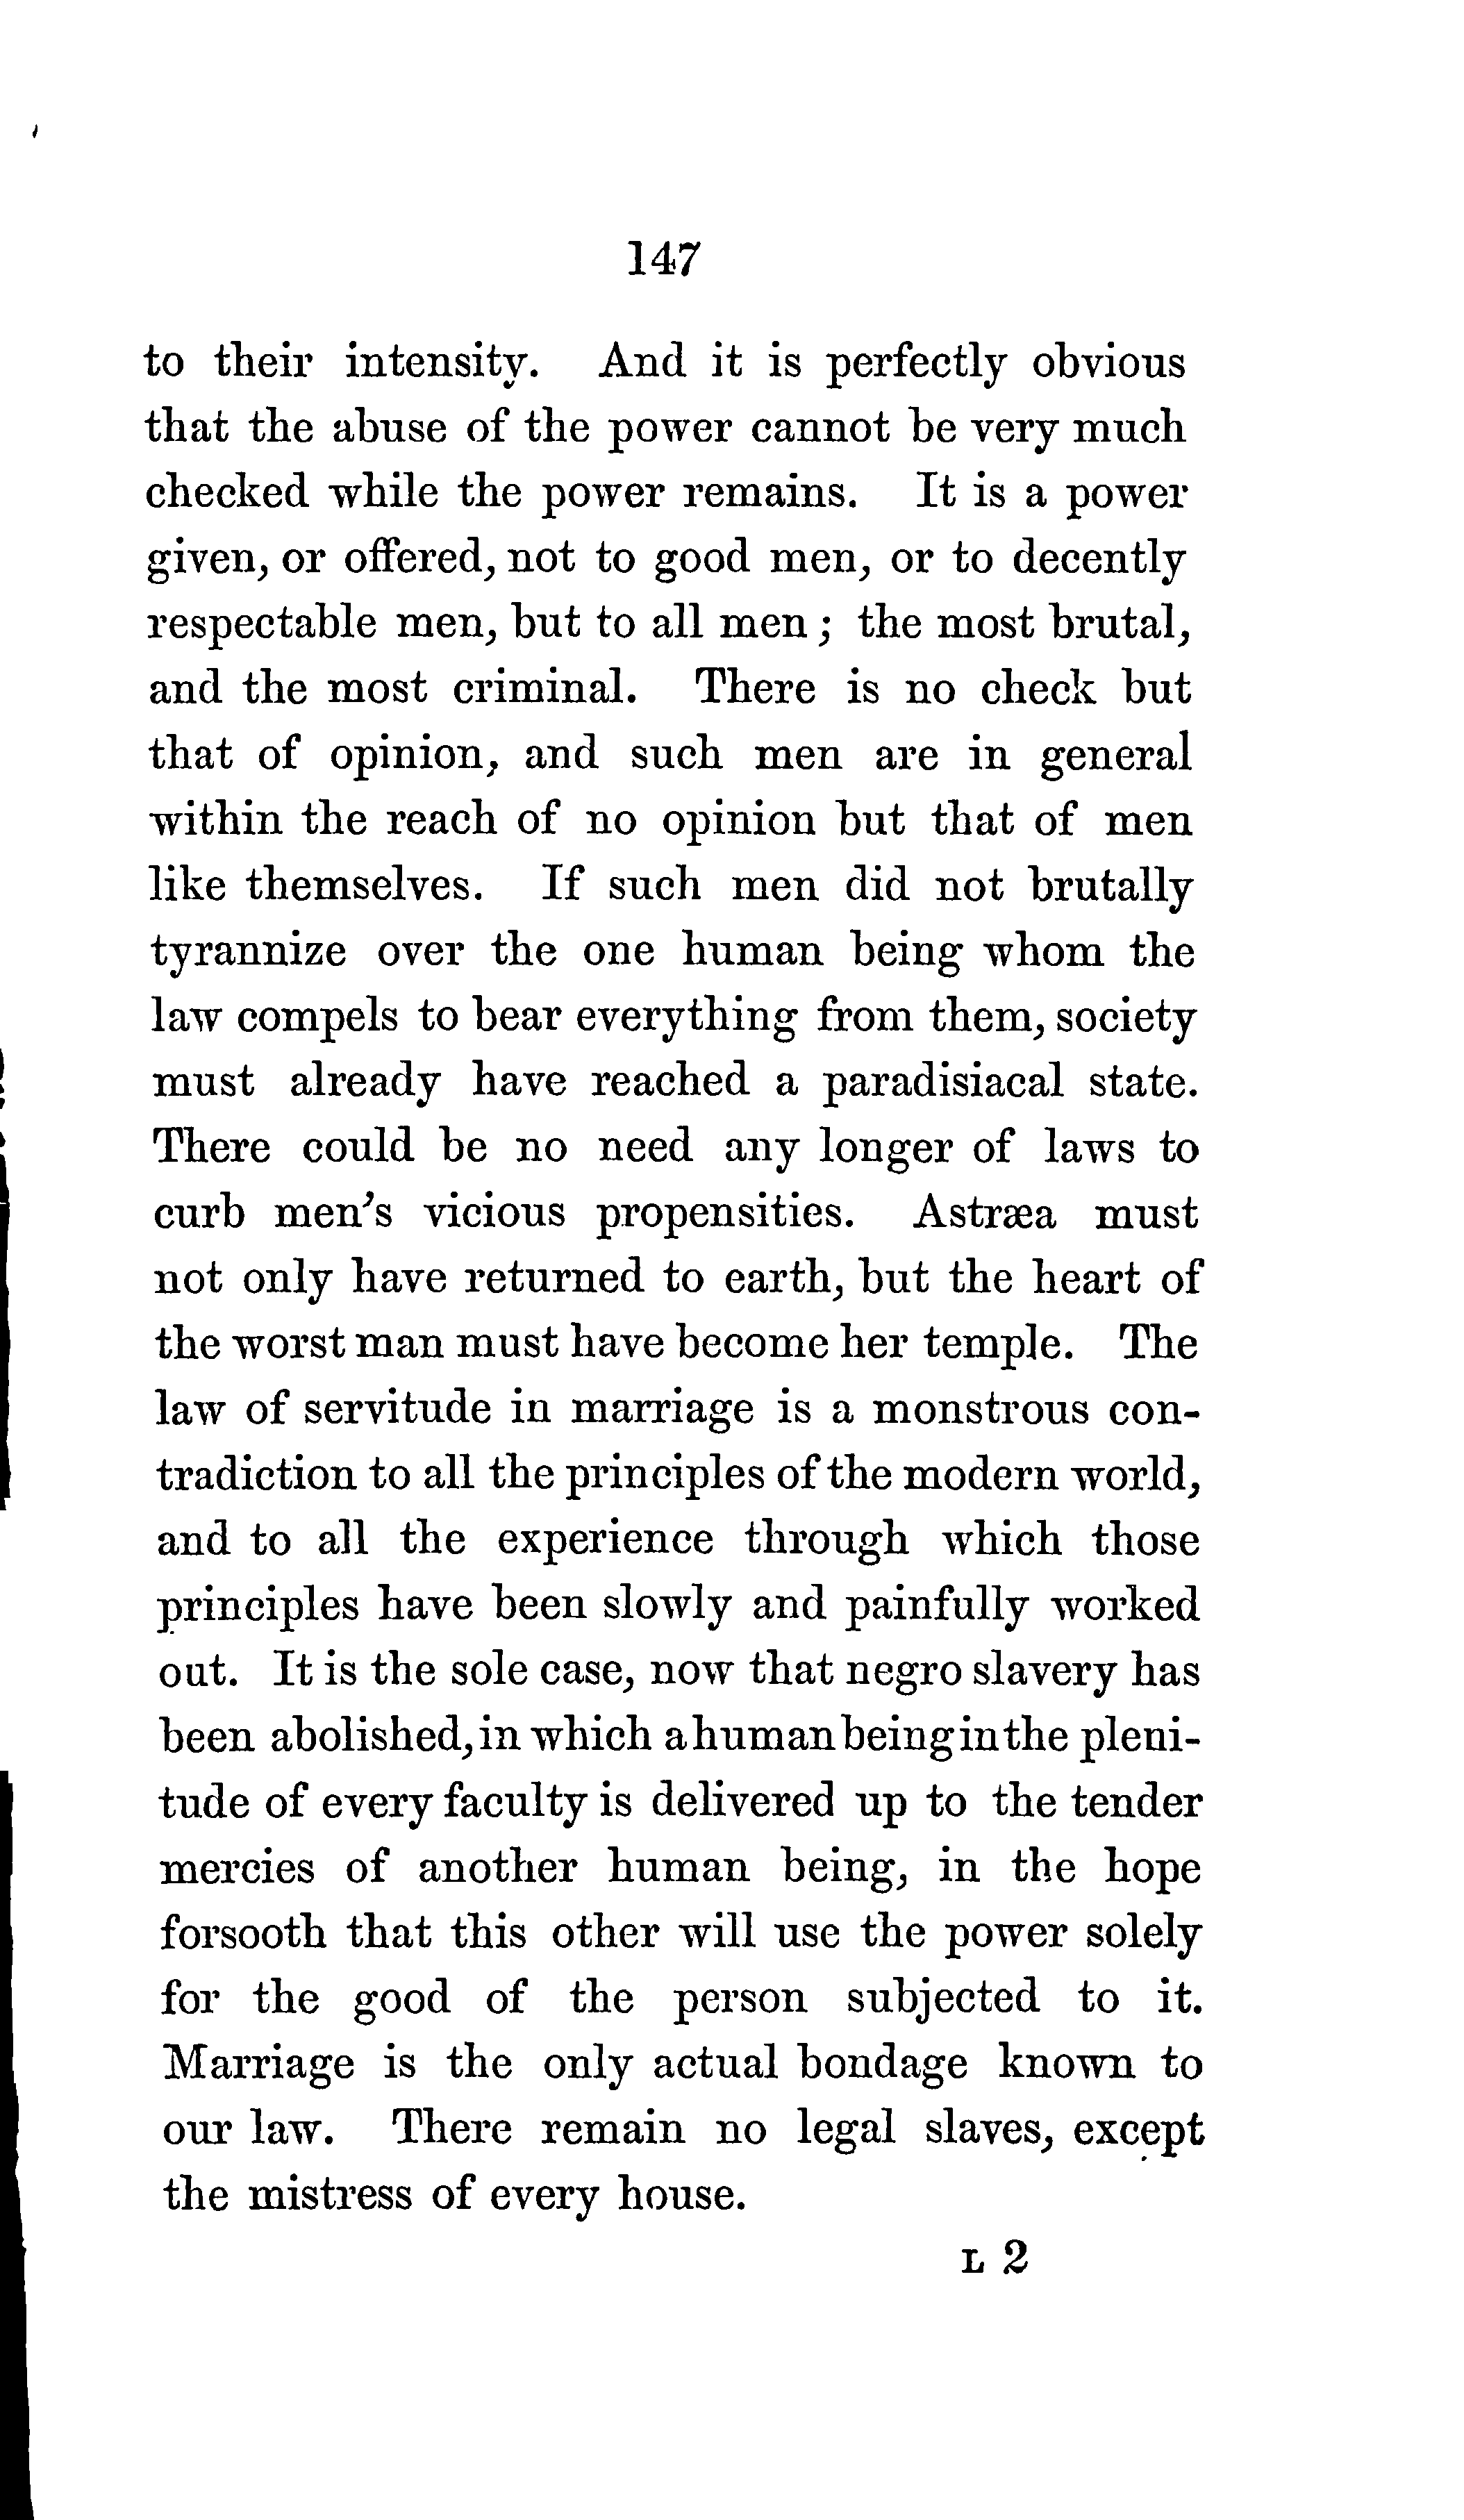 147
to their intensity. And it is perfectly obvious
that the abuse of the power cannot be very much
checked while the power remains. It is a power
given, or offered, not to good men, or to decently
respectable men, but to all men ; the most brutal,
and the most criminal. There is no check but
that of opinion, and such men are in general
within the reach of no opinion but that of men
like themselves. If such men did not brutally
tyrannize over the one human being whom the
law compels to bear everything from them, society
must already have reached a paradisiacal state.
There could be no need any longer of laws to
curb men's vicious propensities. Astræa must
not only have returned to earth, but the heart of
the worst man must have become her temple. The
law of servitude in marriage is a monstrous con-
tradiction to all the principles of the modern world,
and to all the experience through which those
principles have been slowly and painfully worked
out. It is the sole case, now that negro slavery has
been abolished, in which a human being in the pleni-
tude of every faculty is delivered up to the tender
mercies of another human being, in the hope
forsooth that this other will use the power solely
for the good of the person subjected to it.
Marriage is the only actual bondage known to
our law. There remain no legal slaves, except
the mistress of every house.
L 2